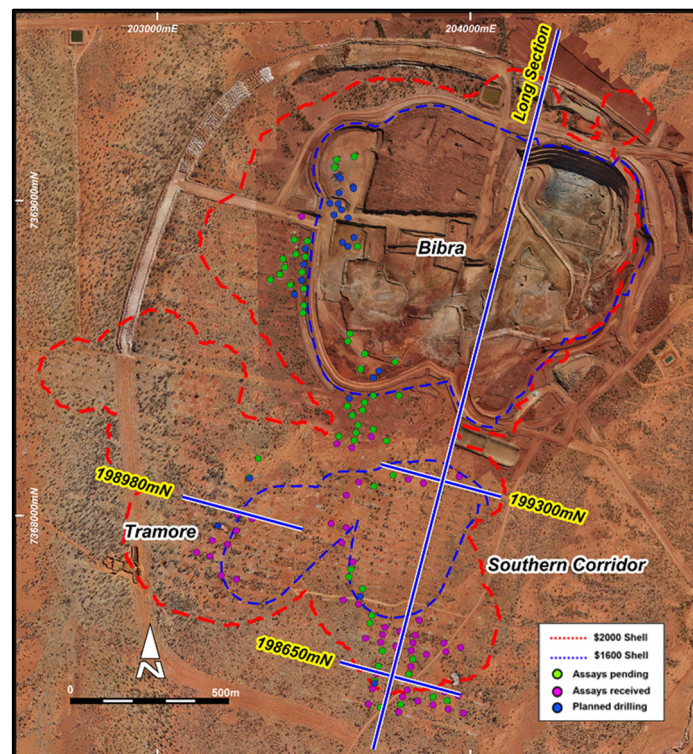 203000mE
204000mE
Long Section
7369000mN
Bibra
198980mN
199300mN
7368000mN
Tramore
Southern Corridor
198650mN
N
0
500m
$2000 Shell
$1600 Shell
Assays pending
Assays received
Planned drilling